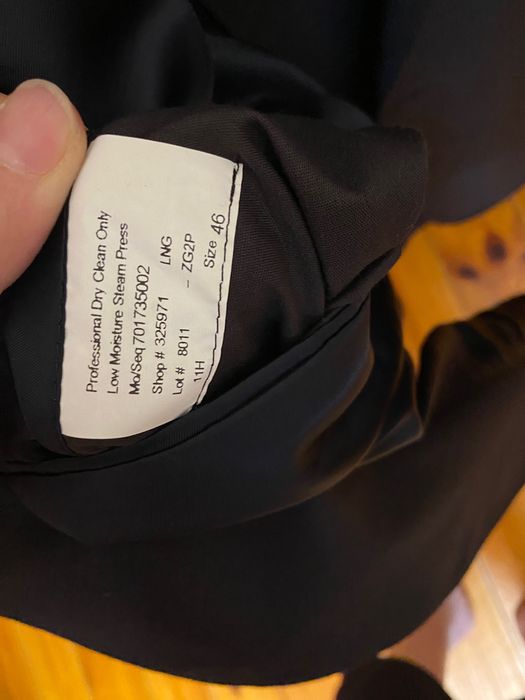 Professional Dry Clean Only
Low Moisture Steam Press
Mo/Seq 701735002
Shop # 325971 LNG
Lot # 8011 - ZG2P
11H Size 46